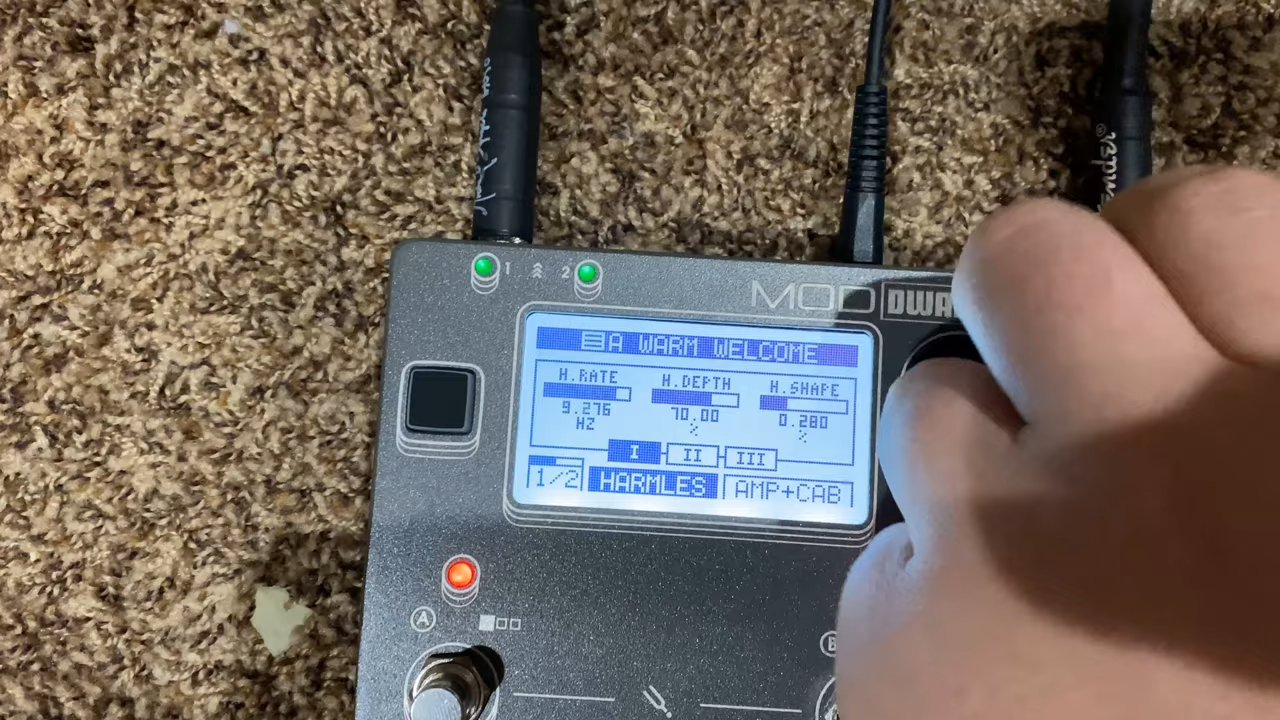 1 2
MOD DWA
A WARM WELCOME
H.RATE H.DEPTH H.SHAPE
9.276 70.00 0.280
HZ % %
I II III
1/2 HARMLES AMP+CAB
A
B
ender®